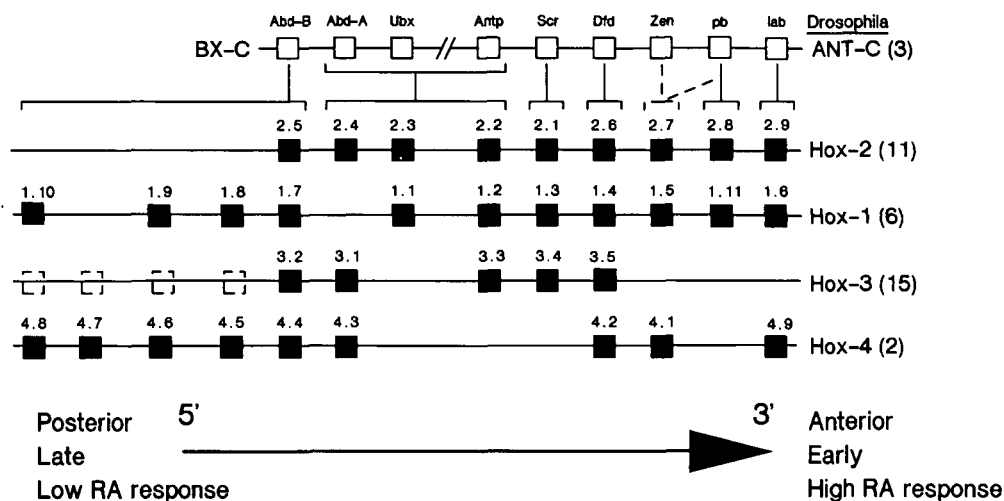 Abd-B Abd-A Ubx Antp Scr Dfd Zen pb lab Drosophila
BX-C ANT-C (3)
2.5 2.4 2.3 2.2 2.1 2.6 2.7 2.8 2.9
Hox-2 (11)
1.10 1.9 1.8 1.7 1.1 1.2 1.3 1.4 1.5 1.11 1.6
Hox-1 (6)
3.2 3.1 3.3 3.4 3.5
Hox-3 (15)
4.8 4.7 4.6 4.5 4.4 4.3 4.2 4.1 4.9
Hox-4 (2)
5' 3'
Posterior Anterior
Late Early
Low RA response High RA response